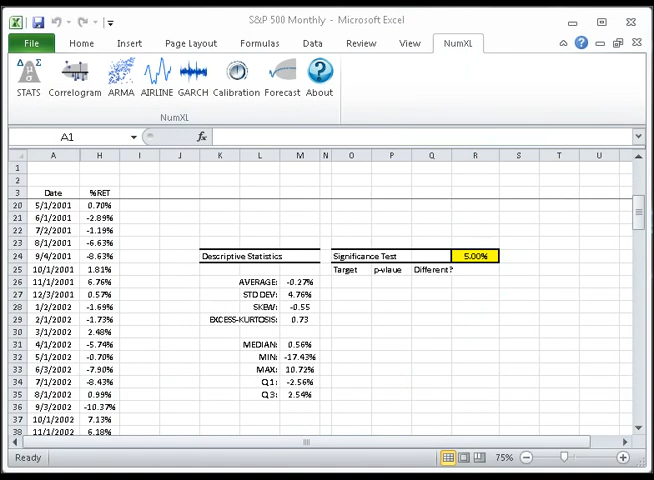 S&P 500 Monthly - Microsoft Excel
File Home Insert Page Layout Formulas Data Review View NumXL
STATS Correlogram ARMA AIRLINE GARCH Calibration Forecast About
NumXL
A1 fx
A H I J K L M N O P Q R S T U
1
2
3 Date %RET
20 5/1/2001 0.70%
21 6/1/2001 -2.89%
22 7/2/2001 -1.19%
23 8/1/2001 -6.63%
24 9/4/2001 -8.63% Descriptive Statistics Significance Test 5.00%
25 10/1/2001 1.81% Target p-vlaue Different?
26 11/1/2001 6.76% AVERAGE: -0.27%
27 12/3/2001 0.57% STD DEV: 4.76%
28 1/2/2002 -1.69% SKEW: -0.55
29 2/1/2002 -1.73% EXCESS-KURTOSIS: 0.73
30 3/1/2002 2.48%
31 4/1/2002 -5.74% MEDIAN: 0.56%
32 5/1/2002 -0.70% MIN: -17.43%
33 6/3/2002 -7.90% MAX: 10.72%
34 7/1/2002 -8.43% Q1: -2.56%
35 8/1/2002 0.99% Q3: 2.54%
36 9/3/2002 -10.37%
37 10/1/2002 7.13%
38 11/1/2002 6.18%
Ready 75%